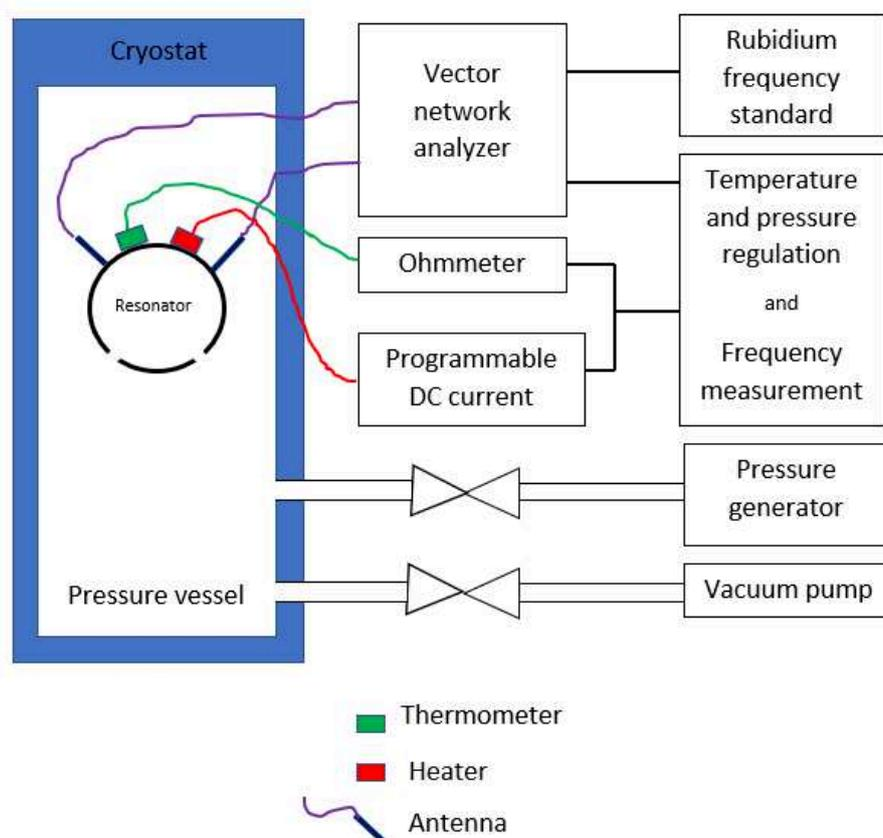 Cryostat
Vector
network
analyzer
Rubidium
frequency
standard
Temperature
and pressure
regulation
and
Frequency
measurement
Ohmmeter
Resonator
Programmable
DC current
Pressure
generator
Pressure vessel
Vacuum pump
Thermometer
Heater
Antenna